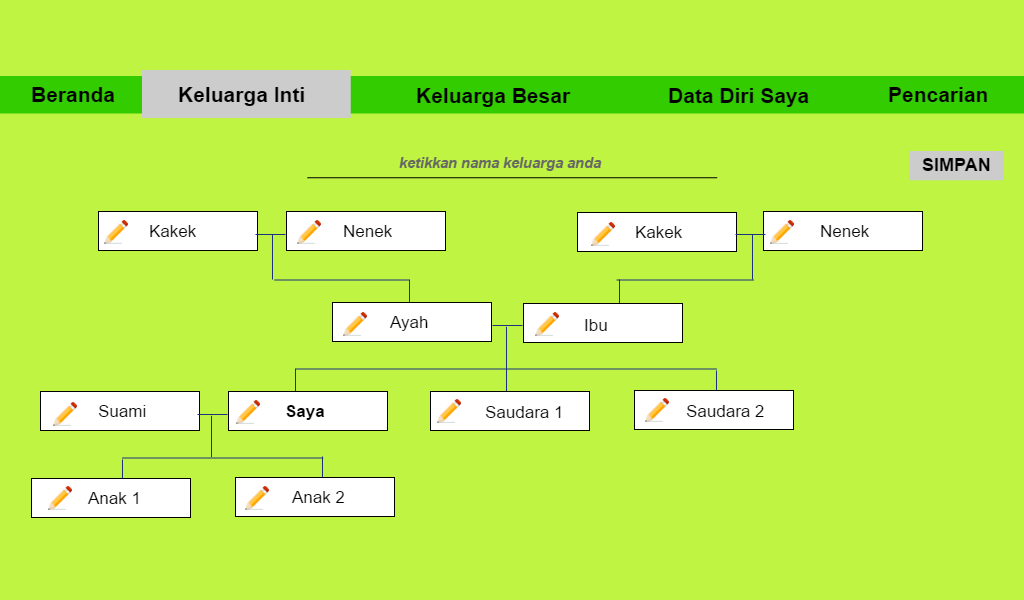 Beranda Keluarga Inti Keluarga Besar Data Diri Saya Pencarian
ketikkan nama keluarga anda
SIMPAN
Kakek Nenek Kakek Nenek
Ayah Ibu
Suami Saya Saudara 1 Saudara 2
Anak 1 Anak 2